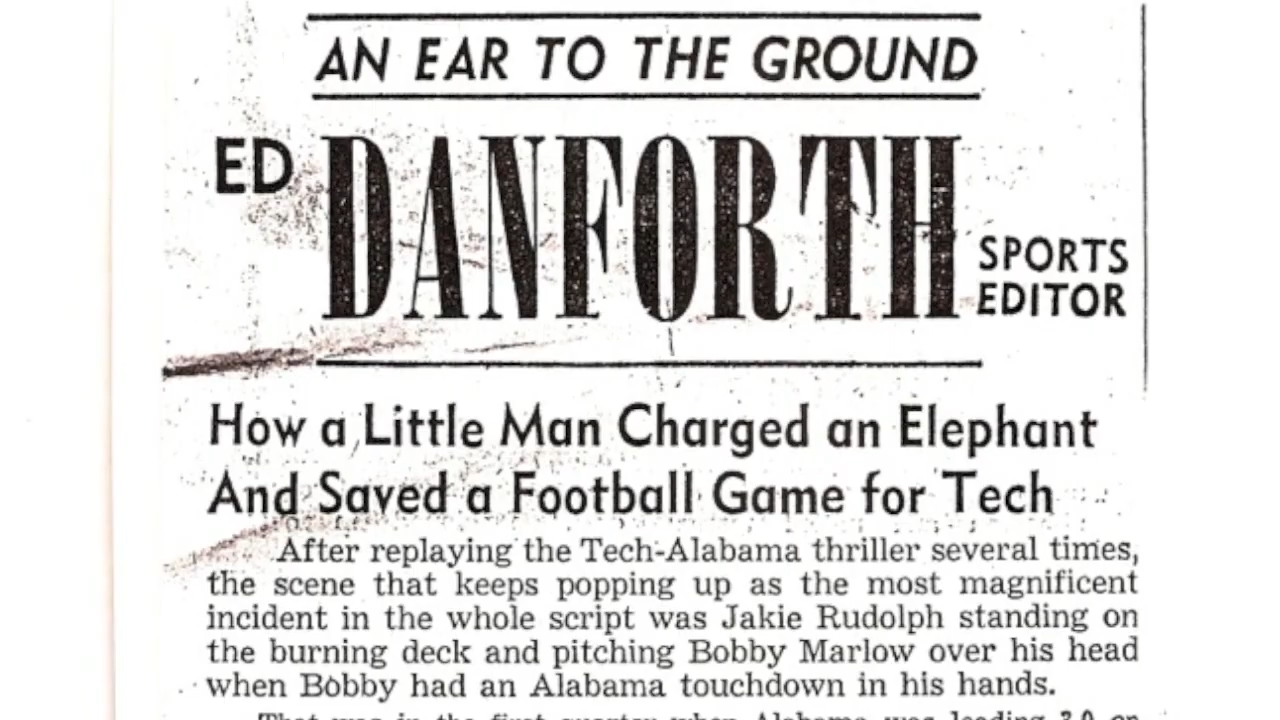 AN EAR TO THE GROUND
ED DANFORTH SPORTS EDITOR
How a Little Man Charged an Elephant
And Saved a Football Game for Tech
After replaying the Tech-Alabama thriller several times,
the scene that keeps popping up as the most magnificent
incident in the whole script was Jakie Rudolph standing on
the burning deck and pitching Bobby Marlow over his head
when Bobby had an Alabama touchdown in his hands.
That was in the first quarter when Alabama was leading 3-0 on